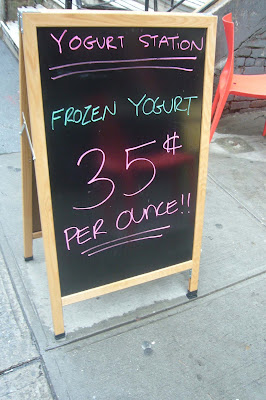 YOGURT STATION
FROZEN YOGURT
35¢
PER OUNCE!!